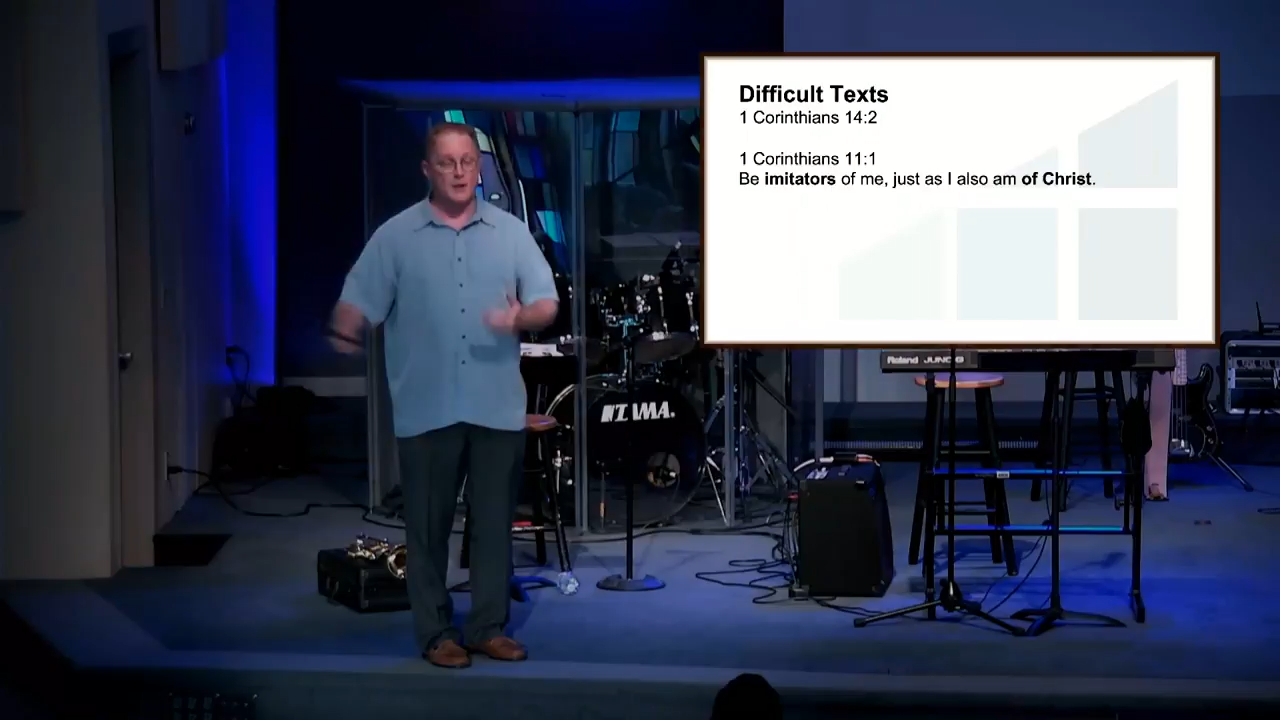 Difficult Texts
1 Corinthians 14:2
1 Corinthians 11:1
Be imitators of me, just as I also am of Christ.
Roland JUNO-G
TAMA.